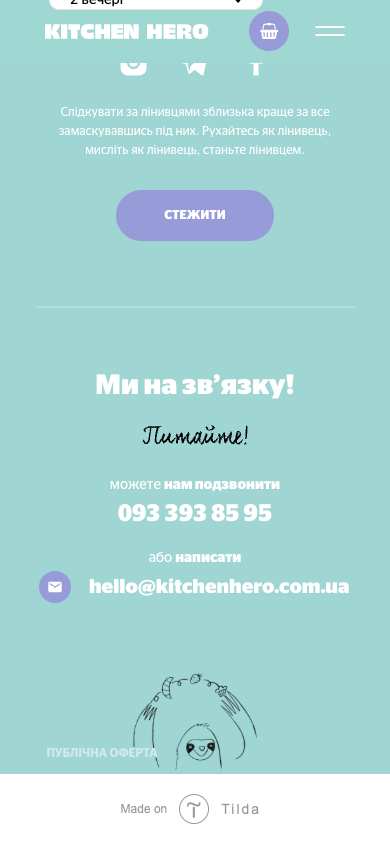 2 вечері
KITCHEN HERO
Слідкувати за лінивцями зблизька краще за все
замаскувавшись під них. Рухайтесь як лінивець,
мисліть як лінивець, станьте лінивцем.
СТЕЖИТИ
Ми на зв’язку!
Питайте!
можете нам подзвонити
093 393 85 95
або написати
hello@kitchenhero.com.ua
ПУБЛІЧНА ОФЕРТА
Made on Tilda